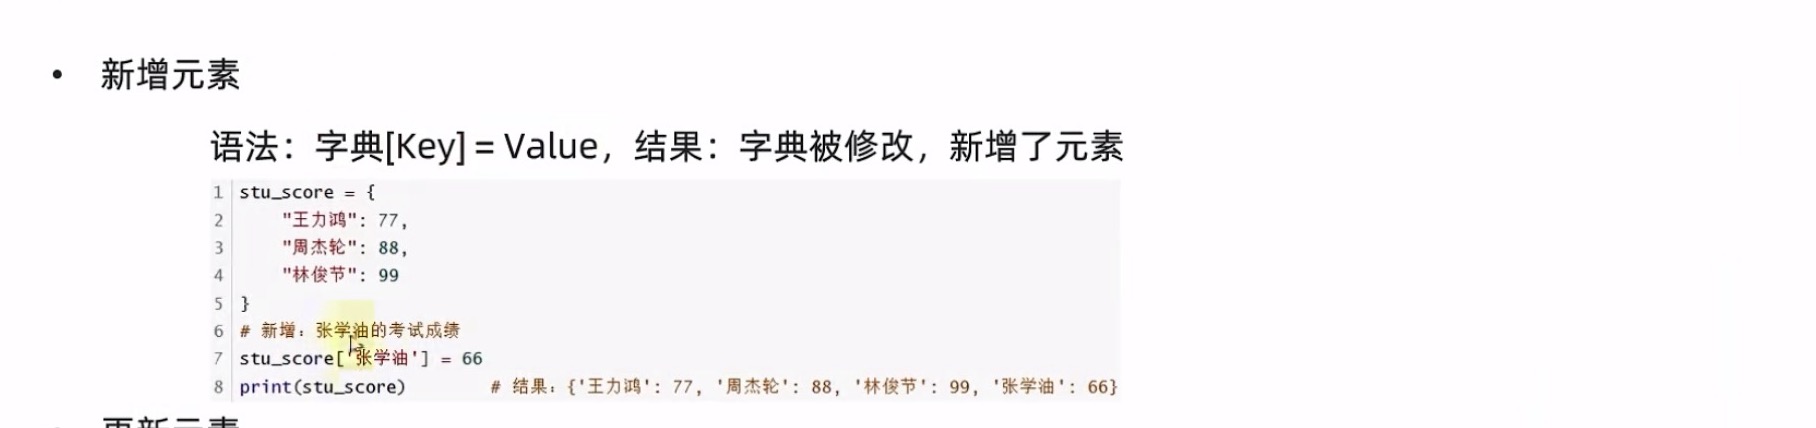 • 新增元素
语法：字典[Key] = Value，结果：字典被修改，新增了元素
1 stu_score = {
2     "王力鸿": 77,
3     "周杰轮": 88,
4     "林俊节": 99
5 }
6 # 新增：张学油的考试成绩
7 stu_score['张学油'] = 66
8 print(stu_score)        # 结果：{'王力鸿': 77, '周杰轮': 88, '林俊节': 99, '张学油': 66}